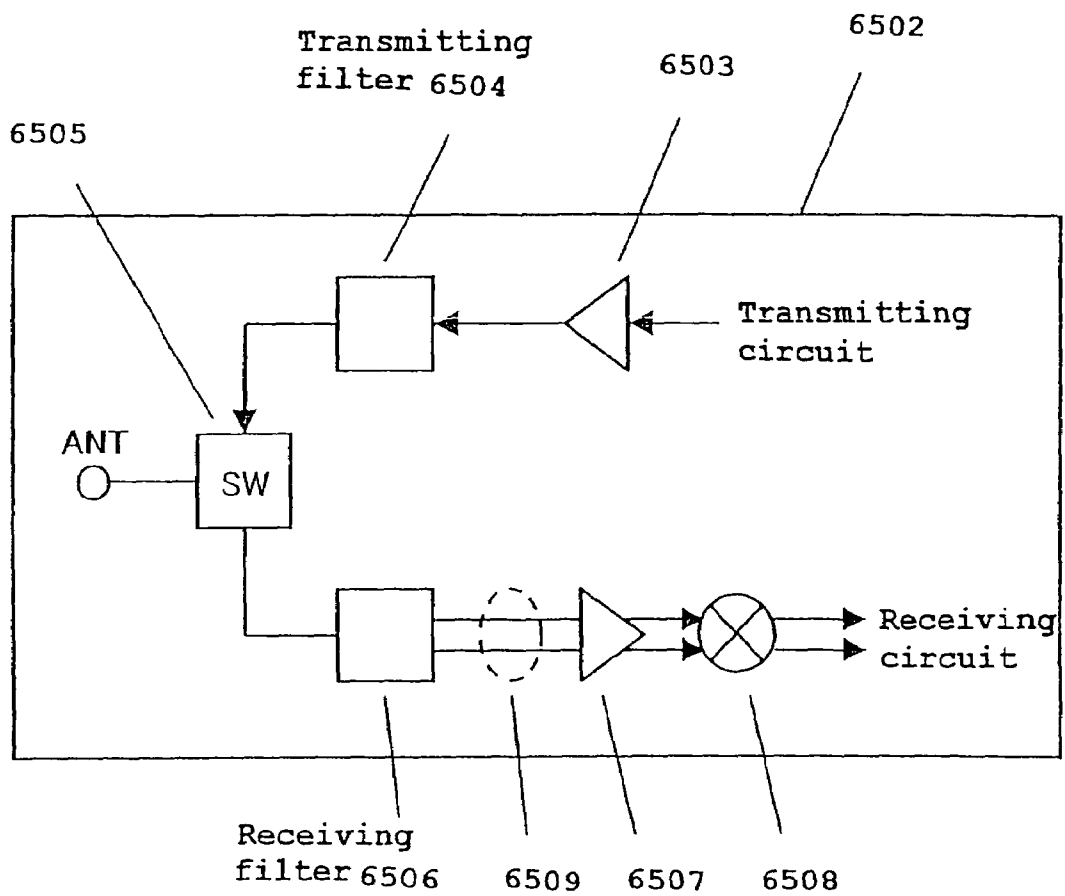 6502
Transmitting
filter 6504
6503
6505
Transmitting
circuit
ANT
SW
Receiving
circuit
Receiving
filter 6506
6509
6507
6508